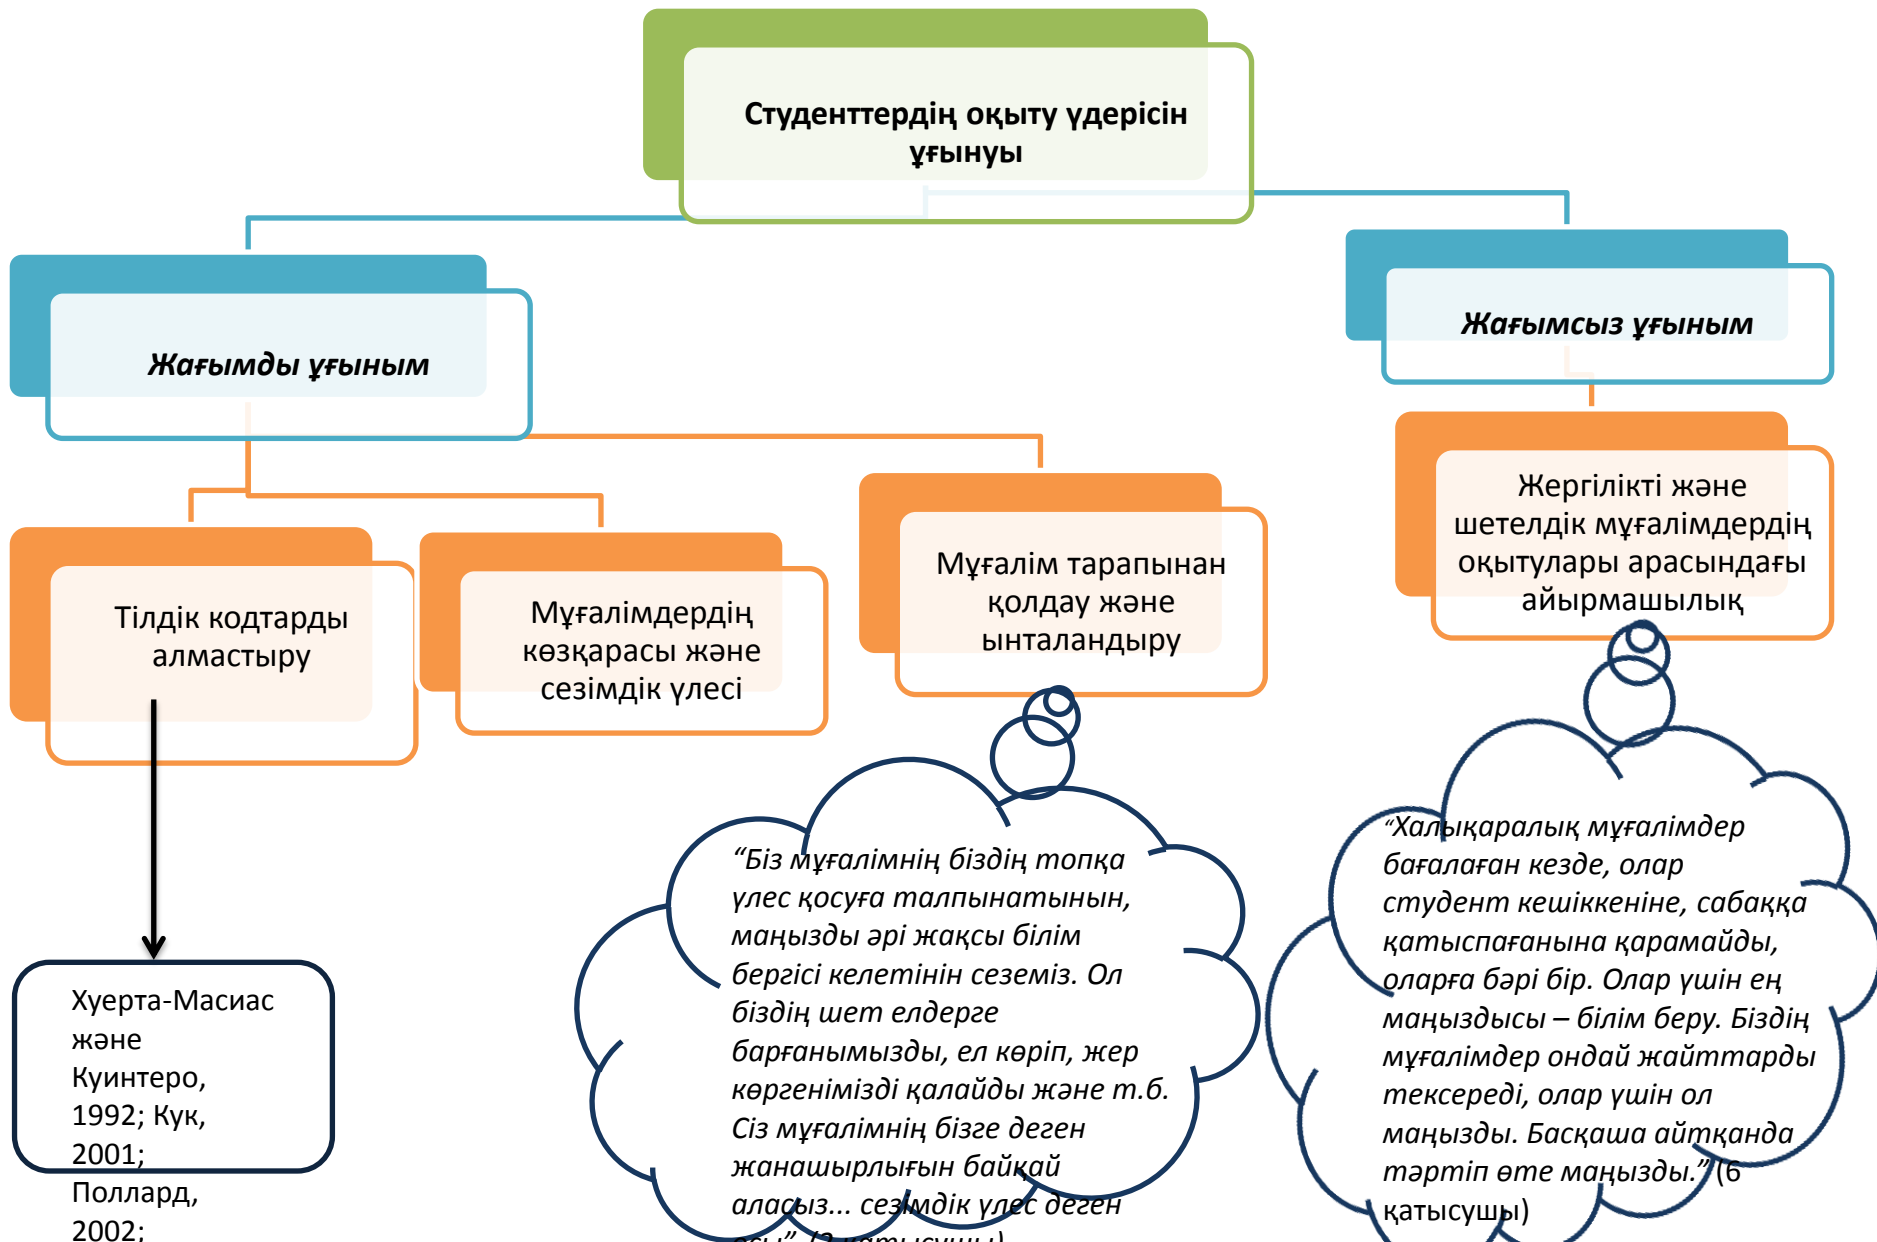 Студенттердің оқыту үдерісін
ұғынуы
Жағымды ұғыным
Жағымсыз ұғыным
Тілдік кодтарды
алмастыру
Мұғалімдердің
көзқарасы және
сезімдік үлесі
Мұғалім тарапынан
қолдау және
ынталандыру
Жергілікті және
шетелдік мұғалімдердің
оқытулары арасындағы
айырмашылық
Хуерта-Масиас
және
Куинтеро,
1992; Кук,
2001;
Поллард,
2002;
“Біз мұғалімнің біздің топқа
үлес қосуға талпынатынын,
маңызды әрі жақсы білім
бергісі келетінін сеземіз. Ол
біздің шет елдерге
барғанымызды, ел көріп, жер
көргенімізді қалайды және т.б.
Сіз мұғалімнің бізге деген
жанашырлығын байқай
аласыз... сезімдік үлес деген
осы”. (2 қатысушы)
“Халықаралық мұғалімдер
бағалаған кезде, олар
студент кешіккеніне, сабаққа
қатыспағанына қарамайды,
оларға бәрі бір. Олар үшін ең
маңыздысы – білім беру. Біздің
мұғалімдер ондай жайттарды
тексереді, олар үшін ол
маңызды. Басқаша айтқанда
тәртіп өте маңызды.” (6
қатысушы)